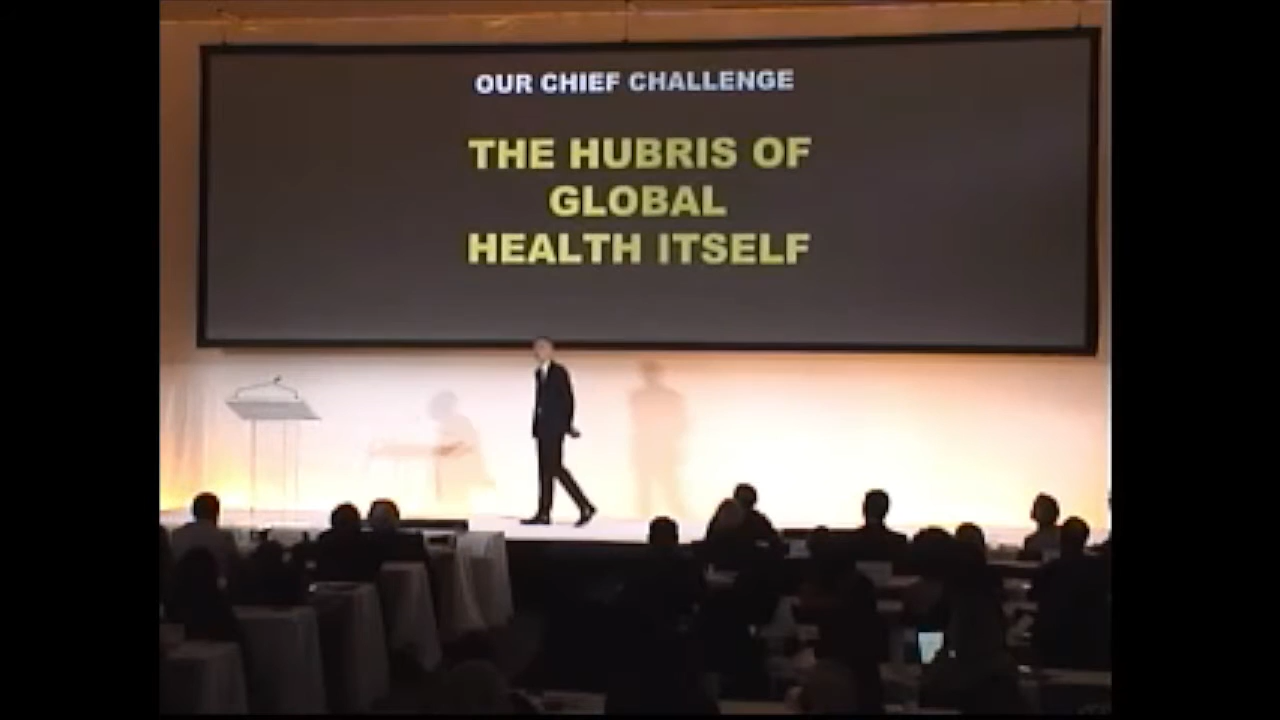 OUR CHIEF CHALLENGE
THE HUBRIS OF
GLOBAL
HEALTH ITSELF